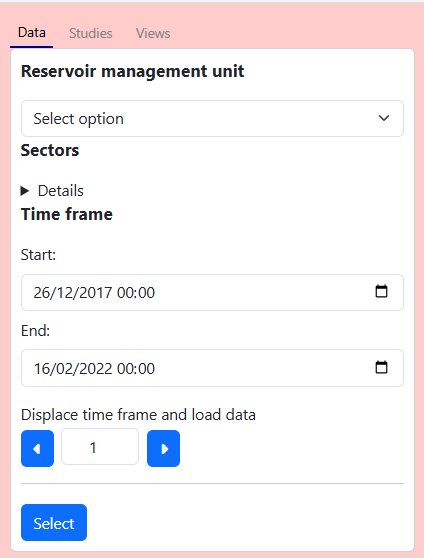 Data Studies Views
Reservoir management unit
Select option
Sectors
Details
Time frame
Start:
26/12/2017 00:00
End:
16/02/2022 00:00
Displace time frame and load data
1
Select